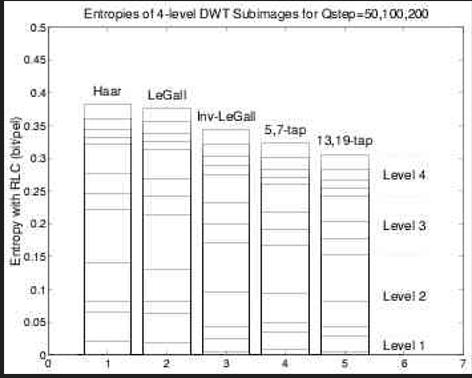 Entropies of 4-level DWT Subimages for Qstep=50,100,200
Entropy with RLC (bit/pel)
0.5
0.45
0.4
0.35
0.3
0.25
0.2
0.15
0.1
0.05
0
Haar
LeGall
Inv-LeGall
5,7-tap
13,19-tap
Level 4
Level 3
Level 2
Level 1
0 1 2 3 4 5 6 7